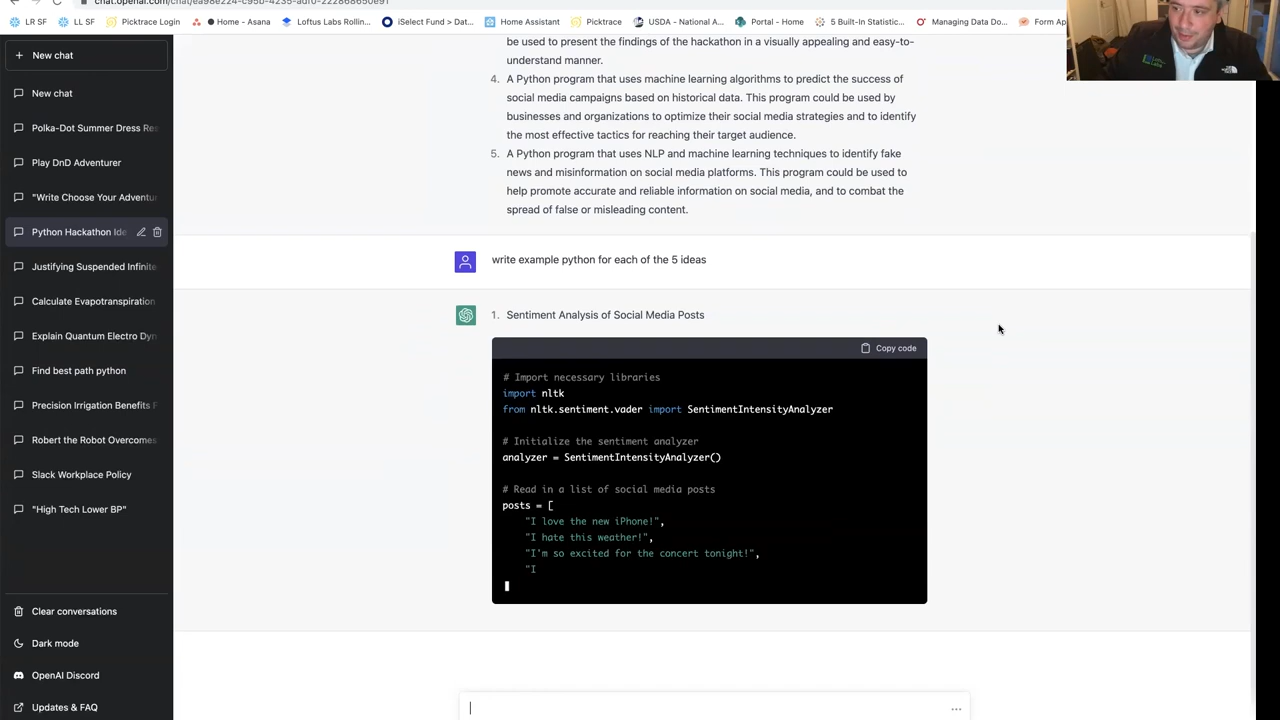 chat.openai.com/chat/ea98e224-c95b-4235-adf0-222868650e91
LR SF
LL SF
Picktrace Login
Home - Asana
Loftus Labs Rollin...
iSelect Fund > Dat...
Home Assistant
Picktrace
USDA - National A...
Portal - Home
5 Built-In Statistic...
Managing Data Do...
Form Ap
New chat
New chat
Polka-Dot Summer Dress Res
Play DnD Adventurer
"Write Choose Your Adventu
Python Hackathon Ide
Justifying Suspended Infinite
Calculate Evapotranspiration
Explain Quantum Electro Dyn
Find best path python
Precision Irrigation Benefits F
Robert the Robot Overcomes
Slack Workplace Policy
"High Tech Lower BP"
Clear conversations
Dark mode
OpenAI Discord
Updates & FAQ
be used to present the findings of the hackathon in a visually appealing and easy-to-
understand manner.
4. A Python program that uses machine learning algorithms to predict the success of
social media campaigns based on historical data. This program could be used by
businesses and organizations to optimize their social media strategies and to identify
the most effective tactics for reaching their target audience.
5. A Python program that uses NLP and machine learning techniques to identify fake
news and misinformation on social media platforms. This program could be used to
help promote accurate and reliable information on social media, and to combat the
spread of false or misleading content.
write example python for each of the 5 ideas
1. Sentiment Analysis of Social Media Posts
Copy code
# Import necessary libraries
import nltk
from nltk.sentiment.vader import SentimentIntensityAnalyzer
# Initialize the sentiment analyzer
analyzer = SentimentIntensityAnalyzer()
# Read in a list of social media posts
posts = [
"I love the new iPhone!",
"I hate this weather!",
"I'm so excited for the concert tonight!",
"I